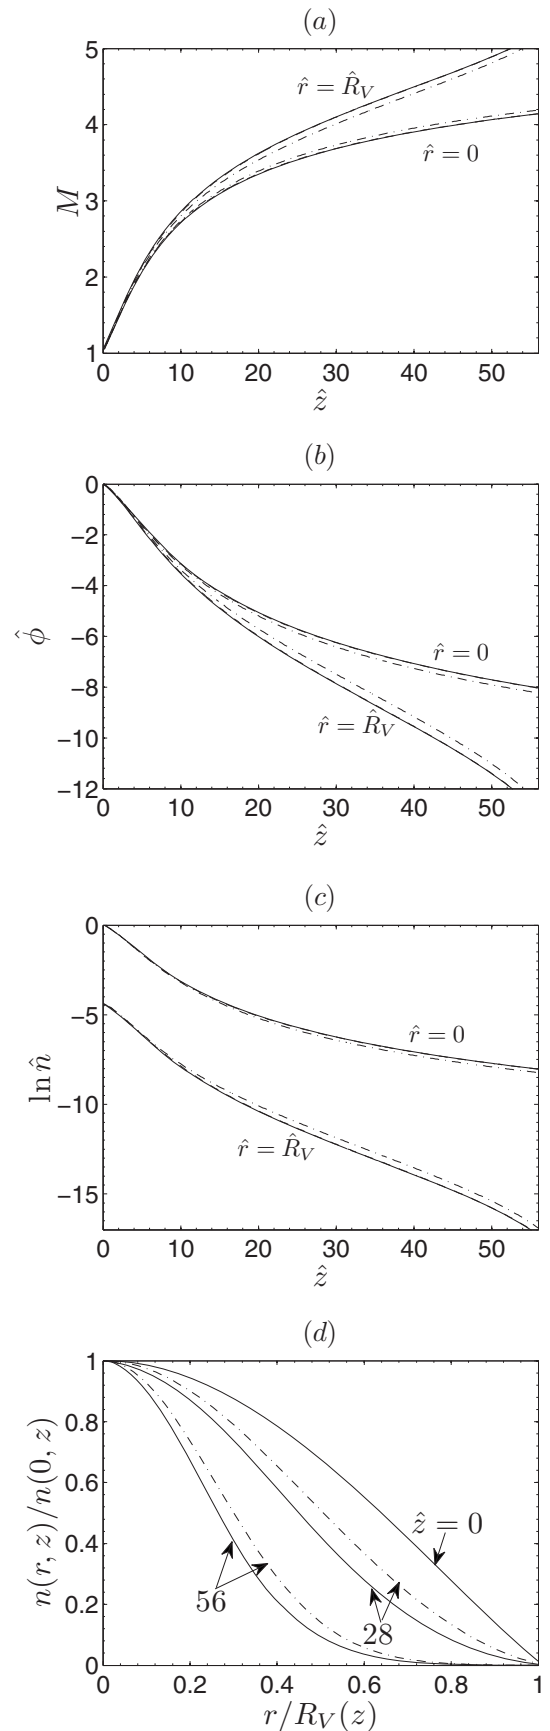 (a)
5
4
3
2
1
M
r̂ = R̂_V
r̂ = 0
0 10 20 30 40 50
ẑ
(b)
0
−2
−4
−6
−8
−10
−12
φ̂
r̂ = 0
r̂ = R̂_V
0 10 20 30 40 50
ẑ
(c)
0
−5
−10
−15
ln n̂
r̂ = 0
r̂ = R̂_V
0 10 20 30 40 50
ẑ
(d)
1
0.8
0.6
0.4
0.2
0
n(r, z)/n(0, z)
ẑ = 0
56
28
0 0.2 0.4 0.6 0.8 1
r/R_V(z)